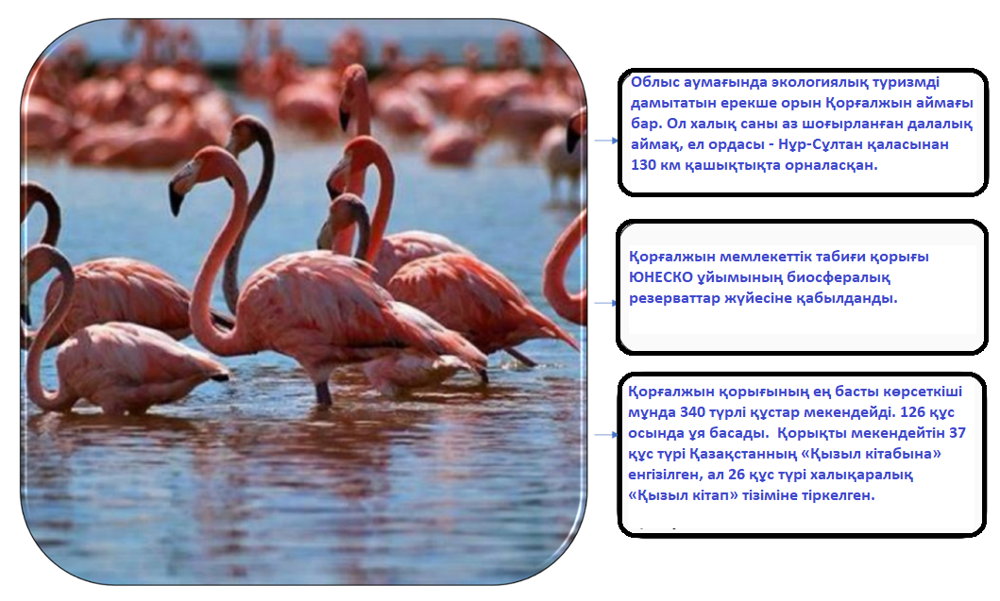 Облыс аумағында экологиялық туризмді
дамытатын ерекше орын Қорғалжын аймағы
бар. Ол халық саны аз шоғырланған далалық
аймақ, ел ордасы - Нұр-Сұлтан қаласынан
130 км қашықтықта орналасқан.
Қорғалжын мемлекеттік табиғи қорығы
ЮНЕСКО ұйымының биосфералық
резерваттар жүйесіне қабылданды.
Қорғалжын қорығының ең басты көрсеткіші
мұнда 340 түрлі құстар мекендейді. 126 құс
осында ұя басады. Қорықты мекендейтін 37
құс түрі Қазақстанның «Қызыл кітабына»
енгізілген, ал 26 құс түрі халықаралық
«Қызыл кітап» тізіміне тіркелген.